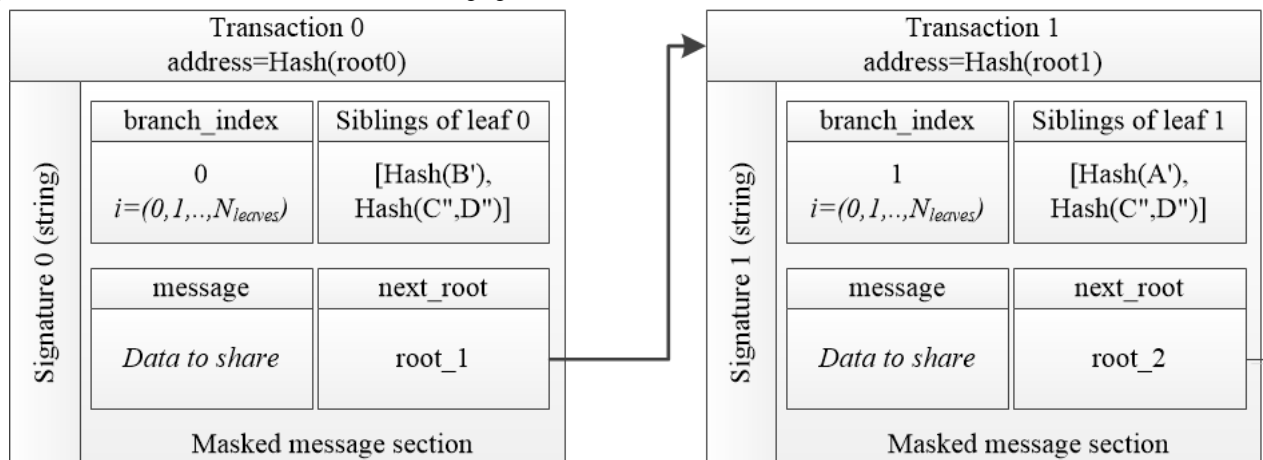 Transaction 0
address=Hash(root0)
Signature 0 (string)
branch_index
Siblings of leaf 0
0
i=(0,1,..,N_leaves)
[Hash(B'),
Hash(C",D")]
message
next_root
Data to share
root_1
Masked message section
Transaction 1
address=Hash(root1)
Signature 1 (string)
branch_index
Siblings of leaf 1
1
i=(0,1,..,N_leaves)
[Hash(A'),
Hash(C",D")]
message
next_root
Data to share
root_2
Masked message section